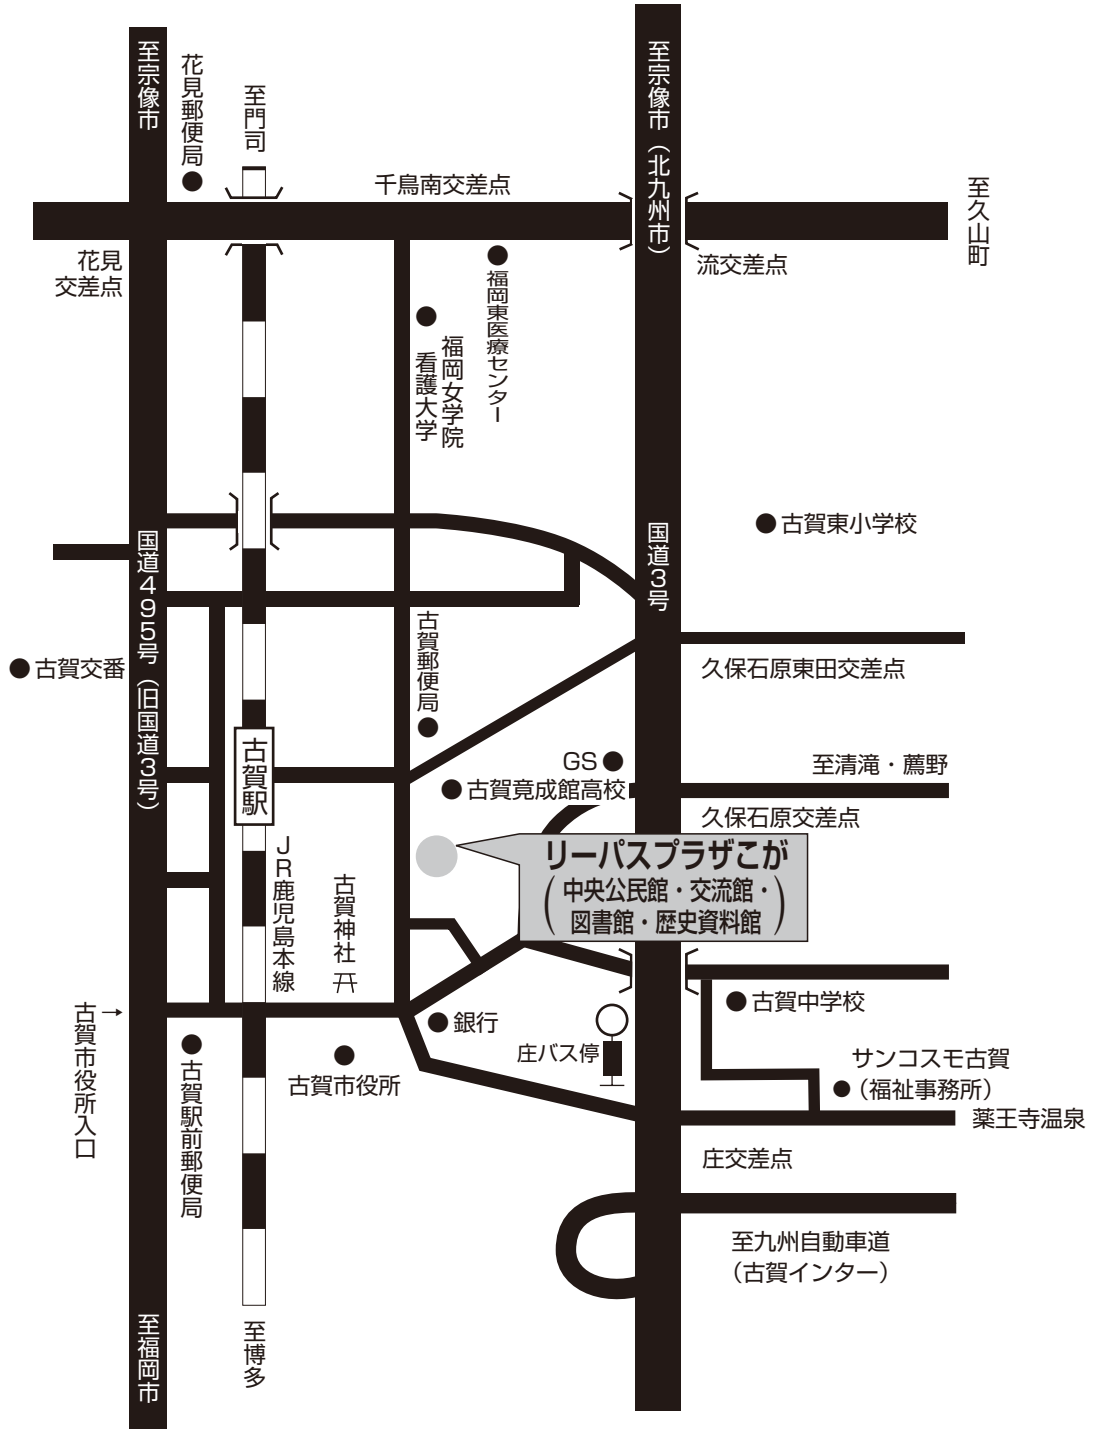 至宗像市
花見郵便局
至門司
千鳥南交差点
至宗像市（北九州市）
至久山町
花見
交差点
流交差点
福岡東医療センター
福岡女学院
看護大学
国道495号（旧国道3号）
国道3号
古賀東小学校
古賀交番
古賀郵便局
久保石原東田交差点
古賀駅
GS
古賀竟成館高校
至清滝・薦野
久保石原交差点
リーパスプラザこが
（中央公民館・交流館・
図書館・歴史資料館）
JR鹿児島本線
古賀神社
古賀市役所入口
→
銀行
庄バス停
古賀中学校
古賀市役所
サンコスモ古賀
（福祉事務所）
薬王寺温泉
古賀駅前郵便局
庄交差点
至九州自動車道
（古賀インター）
至福岡市
至博多